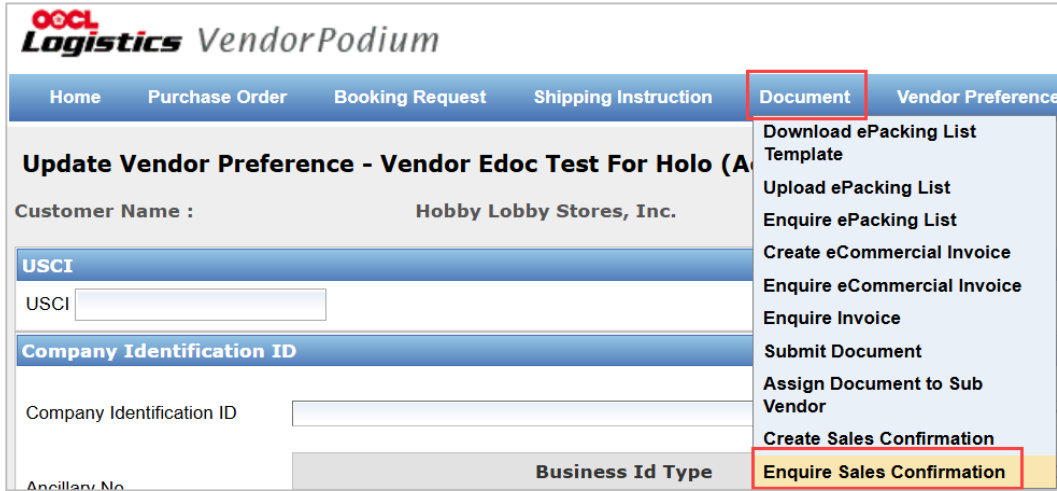 OOCL
Logistics VendorPodium
Home Purchase Order Booking Request Shipping Instruction Document Vendor Preference
Update Vendor Preference - Vendor Edoc Test For Holo (A
Customer Name : Hobby Lobby Stores, Inc.
USCI
USCI
Company Identification ID
Company Identification ID
Business Id Type
Ancillary No
Download ePacking List
Template
Upload ePacking List
Enquire ePacking List
Create eCommercial Invoice
Enquire eCommercial Invoice
Enquire Invoice
Submit Document
Assign Document to Sub
Vendor
Create Sales Confirmation
Enquire Sales Confirmation